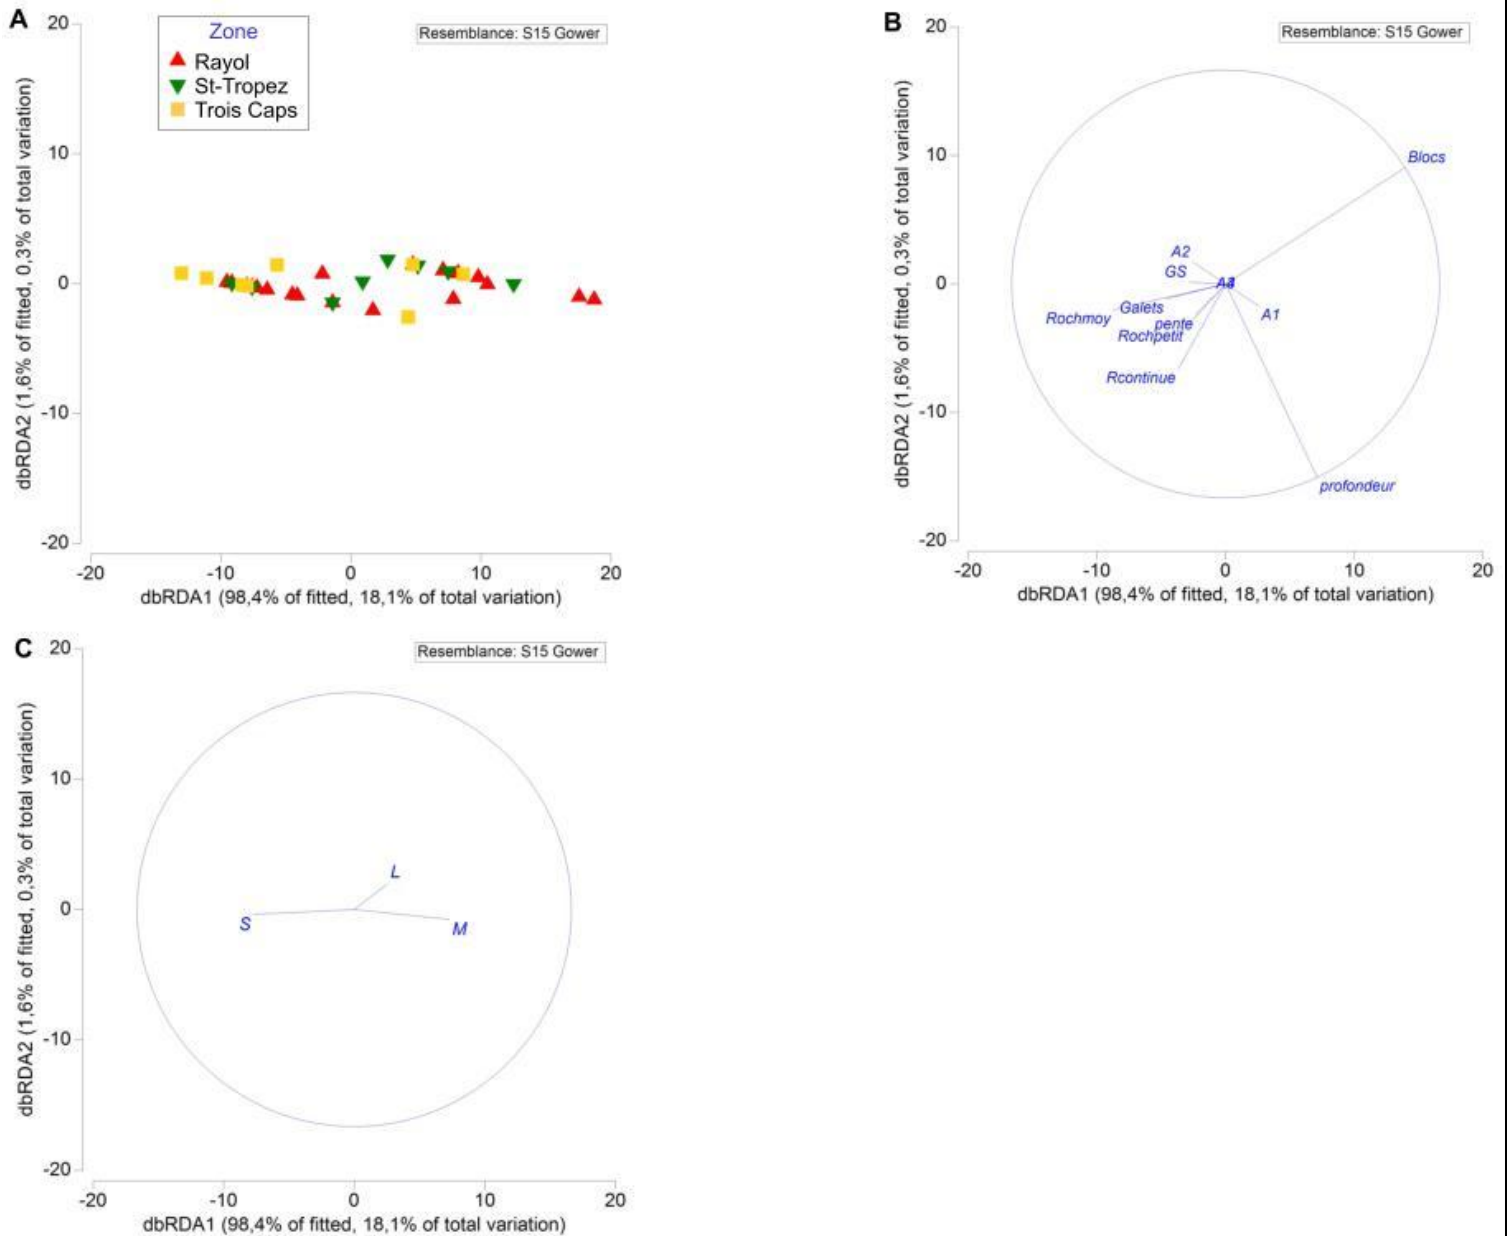 A
20
10
0
-10
-20
-20
-10
0
10
20
dbRDA2 (1,6% of fitted, 0,3% of total variation)
dbRDA1 (98,4% of fitted, 18,1% of total variation)
Zone
Rayol
St-Tropez
Trois Caps
Resemblance: S15 Gower
B
20
10
0
-10
-20
-20
-10
0
10
20
dbRDA2 (1,6% of fitted, 0,3% of total variation)
dbRDA1 (98,4% of fitted, 18,1% of total variation)
Resemblance: S15 Gower
Blocs
A2
GS
Galets
A1
Rochmoy
pente
Rochpetit
Rcontinue
profondeur
C
20
10
0
-10
-20
-20
-10
0
10
20
dbRDA2 (1,6% of fitted, 0,3% of total variation)
dbRDA1 (98,4% of fitted, 18,1% of total variation)
Resemblance: S15 Gower
L
S
M